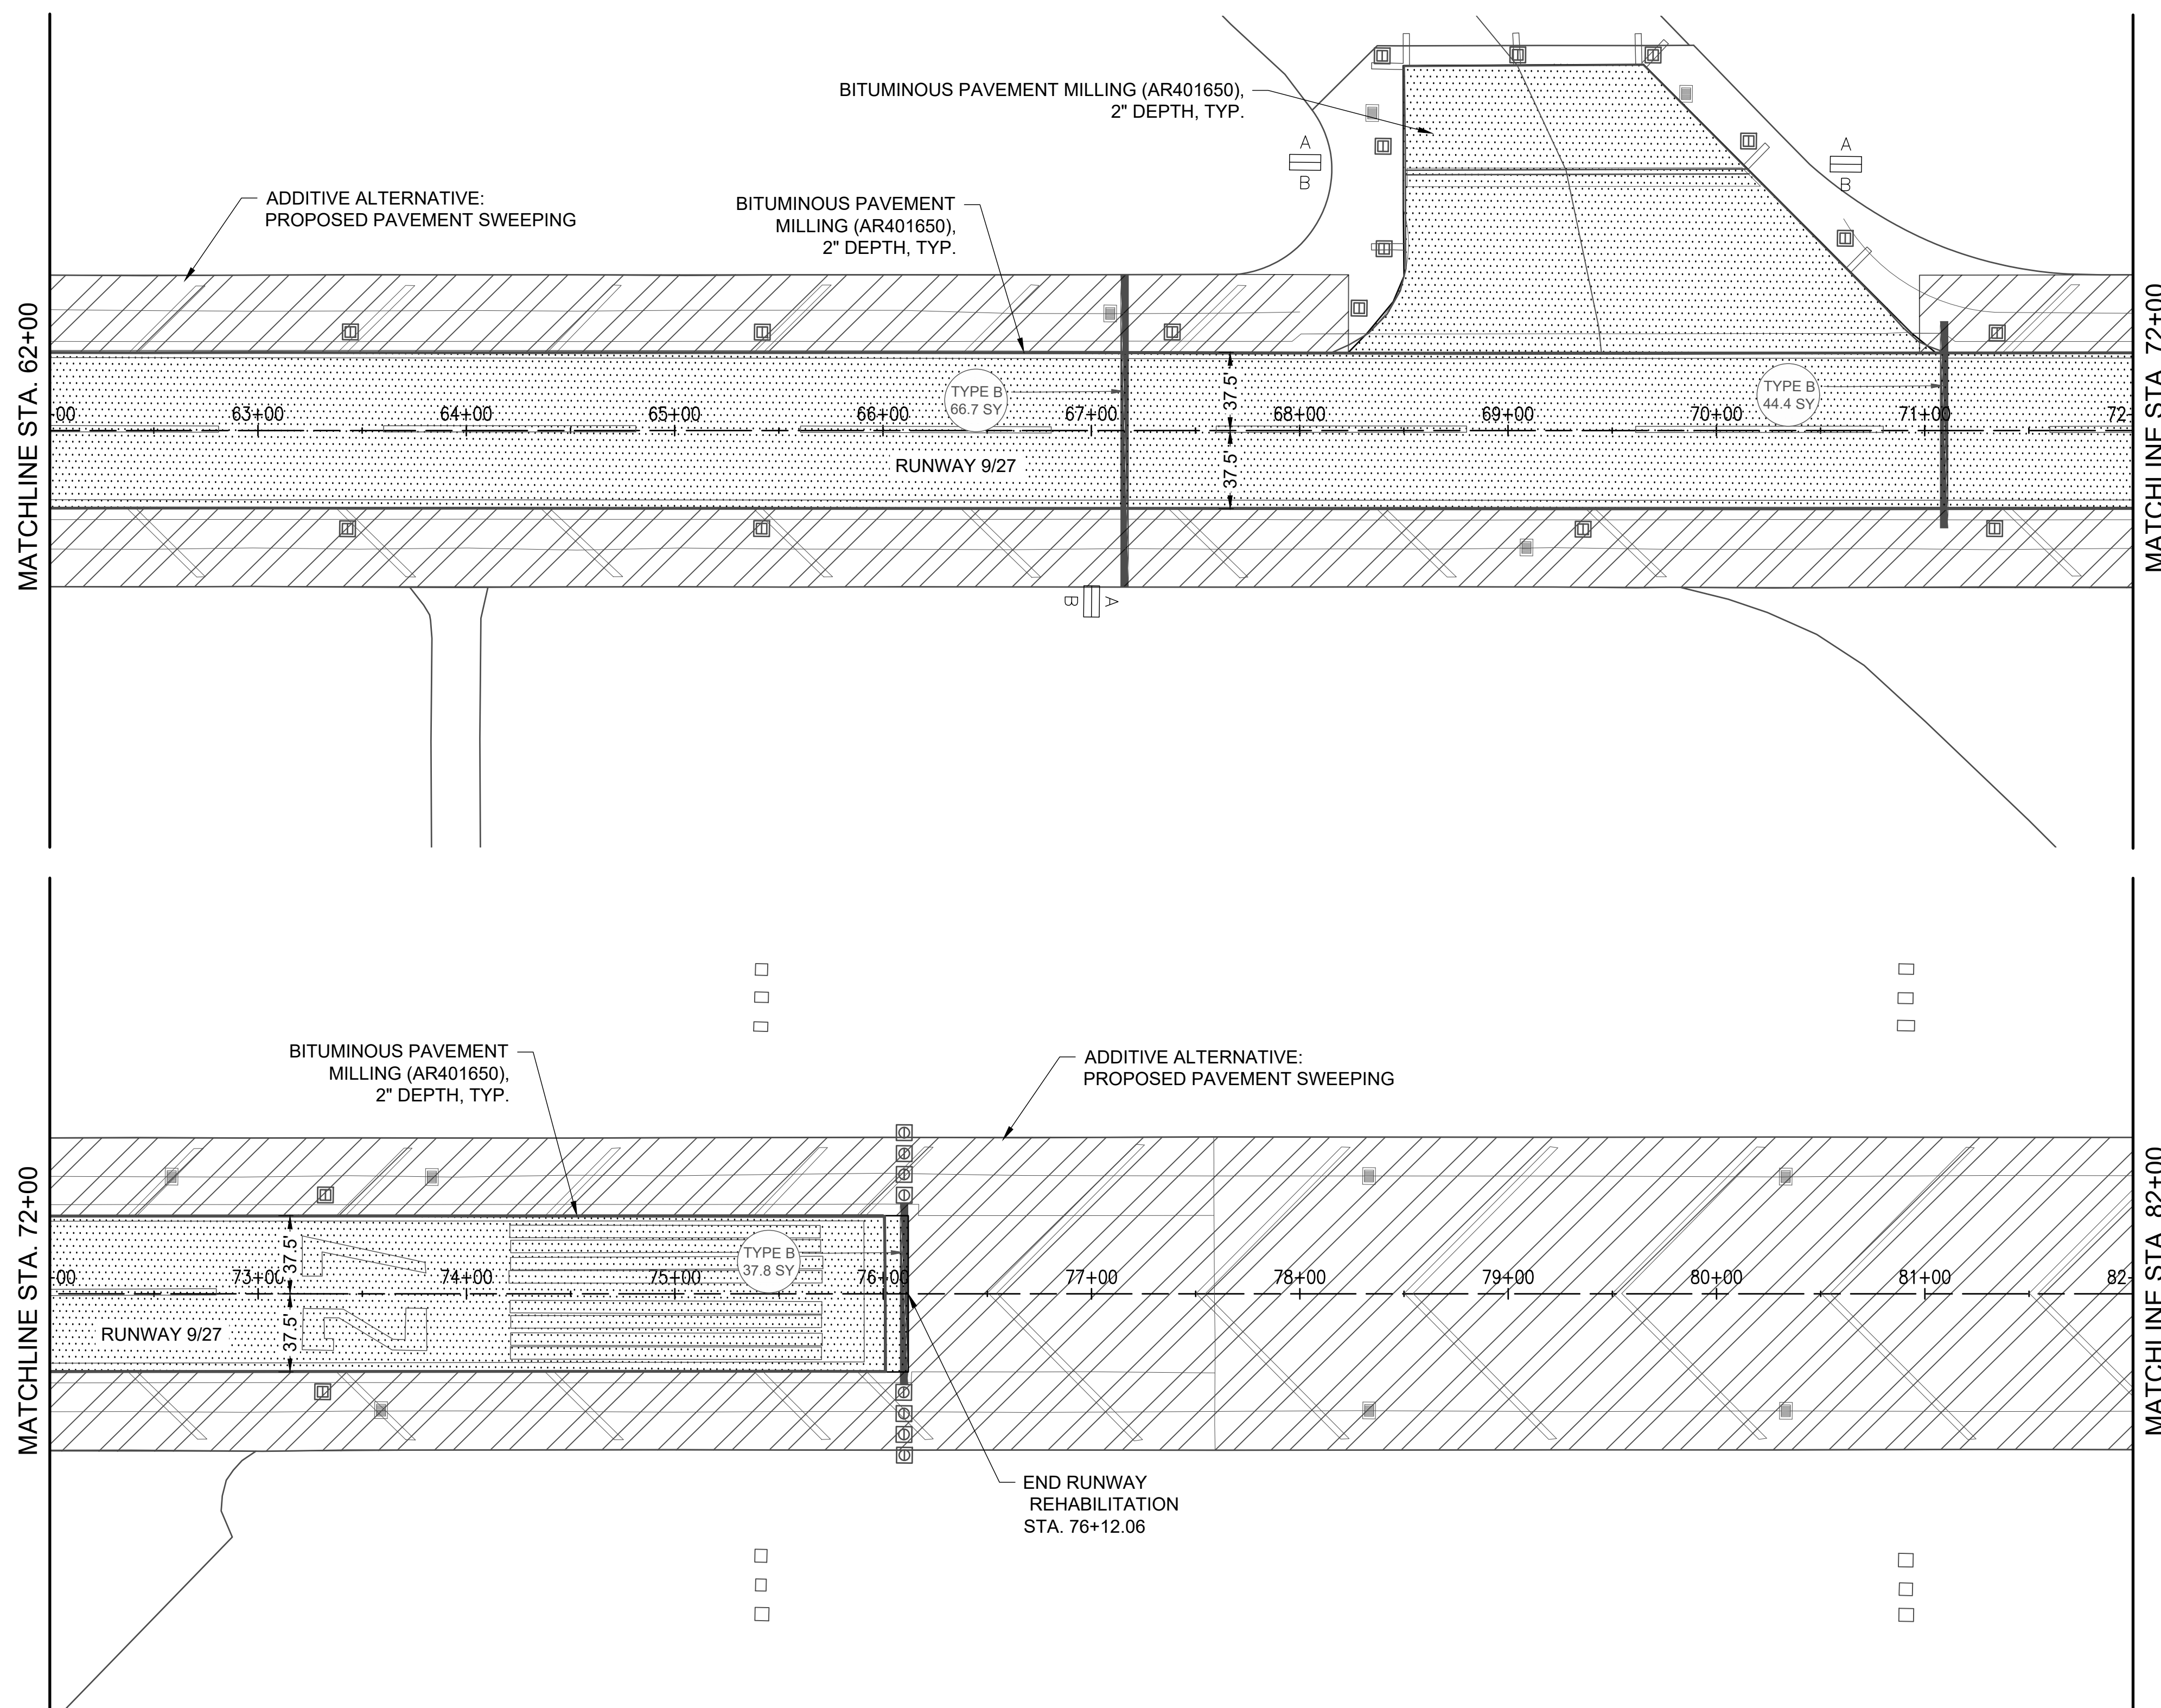 BITUMINOUS PAVEMENT MILLING (AR401650),
2" DEPTH, TYP.
A
B
A
B
ADDITIVE ALTERNATIVE:
PROPOSED PAVEMENT SWEEPING
BITUMINOUS PAVEMENT
MILLING (AR401650),
2" DEPTH, TYP.
MATCHLINE STA. 62+00
MATCHLINE STA. 72+00
TYPE B
66.7 SY
TYPE B
44.4 SY
37.5'
00 63+00 64+00 65+00 66+00 67+00 68+00 69+00 70+00 71+00 72
37.5'
RUNWAY 9/27
B A
BITUMINOUS PAVEMENT
MILLING (AR401650),
2" DEPTH, TYP.
ADDITIVE ALTERNATIVE:
PROPOSED PAVEMENT SWEEPING
MATCHLINE STA. 72+00
MATCHLINE STA. 82+00
TYPE B
37.8 SY
37.5'
00 73+00 74+00 75+00 76+00 77+00 78+00 79+00 80+00 81+00 82
37.5'
27
RUNWAY 9/27
END RUNWAY
REHABILITATION
STA. 76+12.06